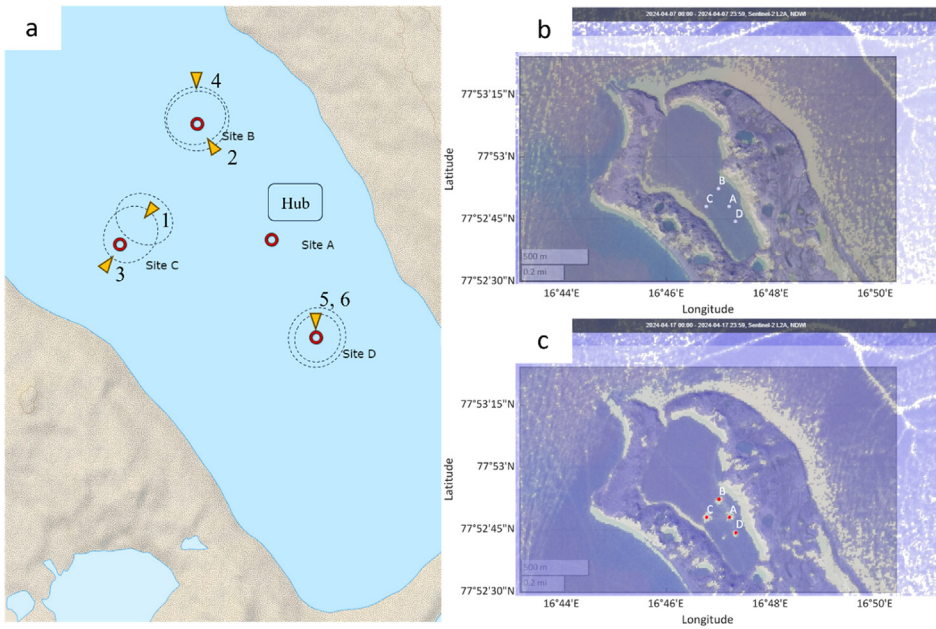 a
4
Site B
2
Hub
1
Site A
Site C
3
5, 6
Site D
b
2024-04-07 00:00 - 2024-04-07 23:59, Sentinel-2 L2A, NDWI
77°53'15"N
77°53'N
77°52'45"N
77°52'30"N
Latitude
Latitude
B
C A
D
500 m
0.2 mi
16°44'E 16°46'E 16°48'E 16°50'E
Longitude
c
2024-04-17 00:00 - 2024-04-17 23:59, Sentinel-2 L2A, NDWI
77°53'15"N
77°53'N
77°52'45"N
77°52'30"N
Latitude
Latitude
B
C A
D
500 m
0.2 mi
16°44'E 16°46'E 16°48'E 16°50'E
Longitude